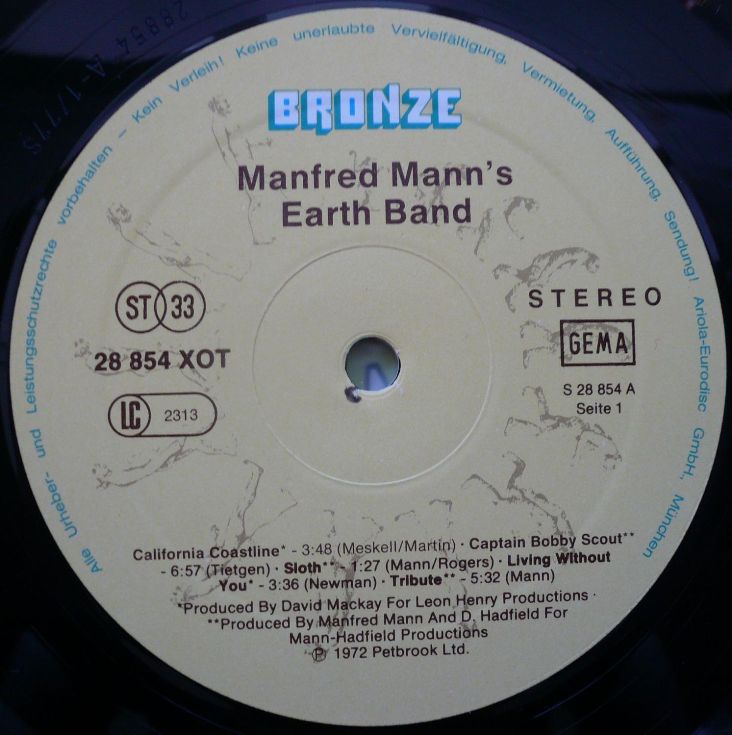 Alle Urheber- und Leistungsschutzrechte vorbehalten – Kein Verleih! Keine unerlaubte Vervielfältigung, Vermietung, Aufführung, Sendung! Ariola-Eurodisc GmbH., München
BRONZE
Manfred Mann's
Earth Band
ST 33
28 854 XOT
LC 2313
STEREO
GEMA
S 28 854 A
Seite 1
California Coastline* - 3:48 (Meskell/Martin) · Captain Bobby Scout**
- 6:57 (Tietgen) · Sloth** - 1:27 (Mann/Rogers) · Living Without
You* - 3:36 (Newman) · Tribute** - 5:32 (Mann)
*Produced By David Mackay For Leon Henry Productions ·
**Produced By Manfred Mann And D. Hadfield For
Mann-Hadfield Productions
℗ 1972 Petbrook Ltd.